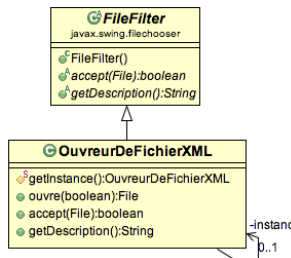 FileFilter
javax.swing.filechooser
FileFilter()
accept(File):boolean
getDescription():String
OuvreurDeFichierXML
getInstance():OuvreurDeFichierXML
ouvre(boolean):File
accept(File):boolean
getDescription():String
-instanc
0..1